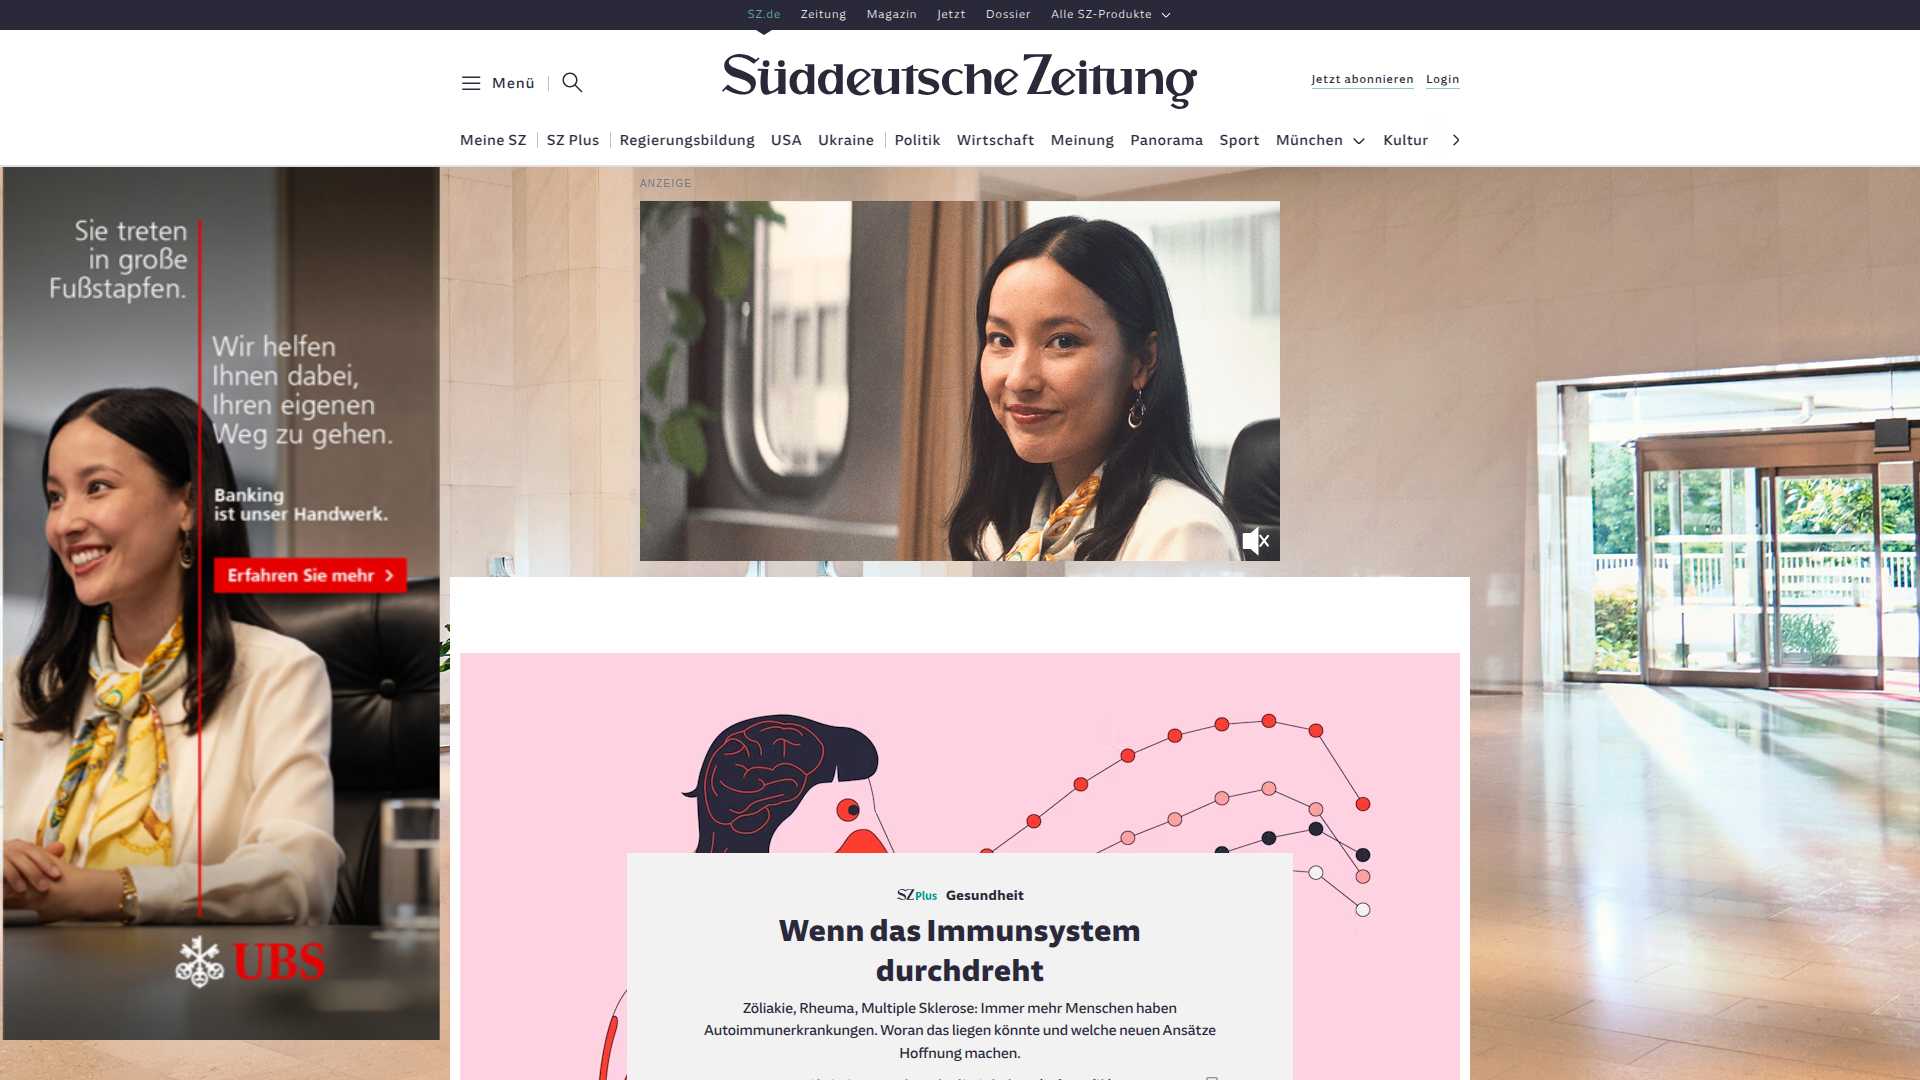 SZ.de Zeitung Magazin Jetzt Dossier Alle SZ-Produkte
Menü
Süddeutsche Zeitung
Jetzt abonnieren Login
Meine SZ SZ Plus Regierungsbildung USA Ukraine Politik Wirtschaft Meinung Panorama Sport München Kultur
ANZEIGE
Sie treten
in große
Fußstapfen.
Wir helfen
Ihnen dabei,
Ihren eigenen
Weg zu gehen.
Banking
ist unser Handwerk.
Erfahren Sie mehr
UBS
SZ Plus Gesundheit
Wenn das Immunsystem
durchdreht
Zöliakie, Rheuma, Multiple Sklerose: Immer mehr Menschen haben
Autoimmunerkrankungen. Woran das liegen könnte und welche neuen Ansätze
Hoffnung machen.